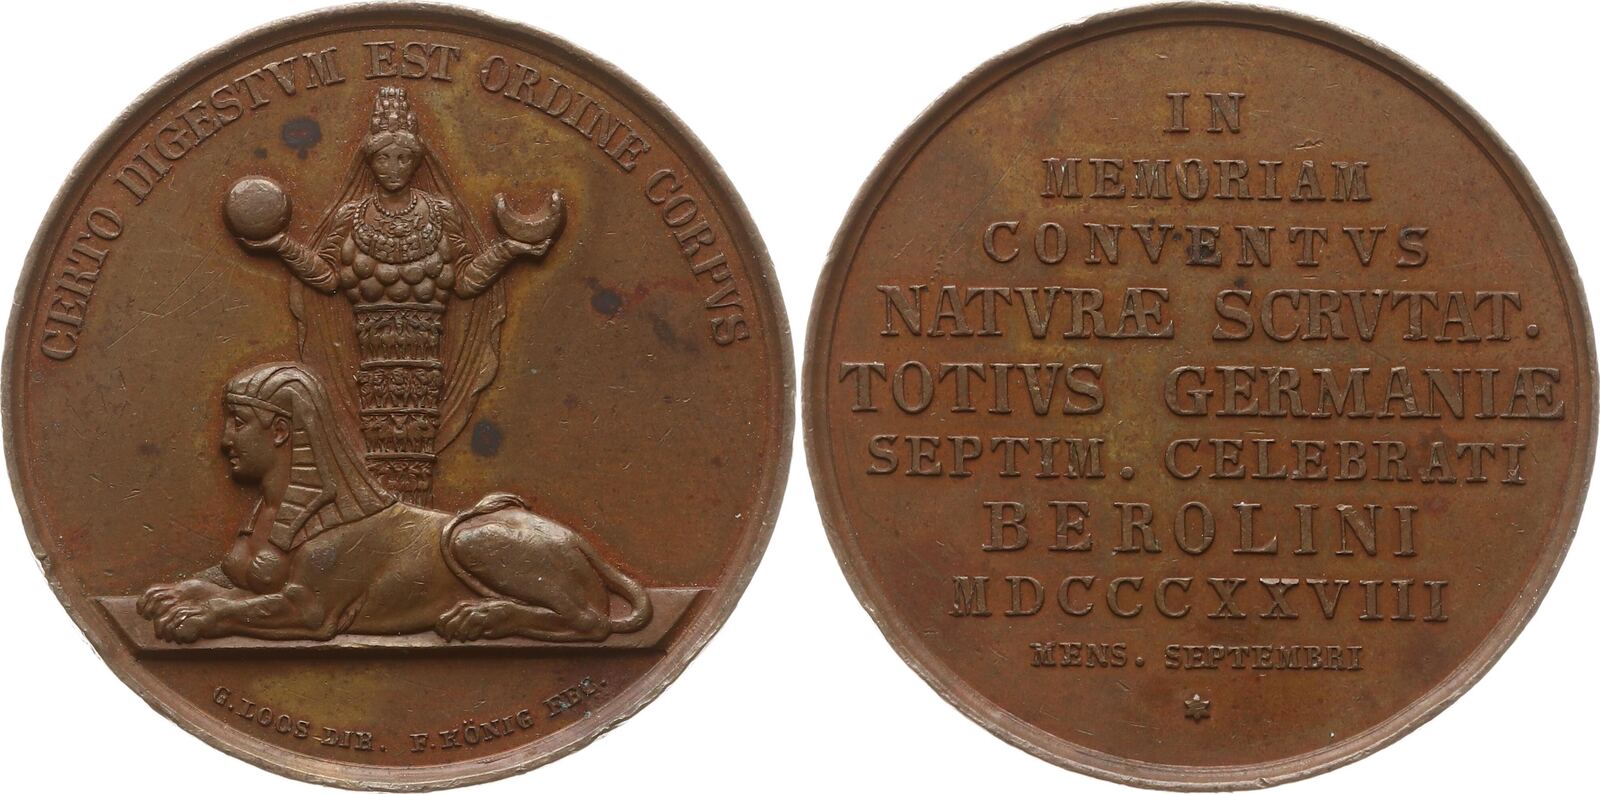 CERTO DIGESTVM EST ORDINE CORPVS
G. LOOS DIR. F. KÖNIG FEC.
IN
MEMORIAM
CONVENTVS
NATVRÆ SCRVTAT.
TOTIVS GERMANIÆ
SEPTIM. CELEBRATI
BEROLINI
MDCCCXXVIII
MENS. SEPTEMBRI